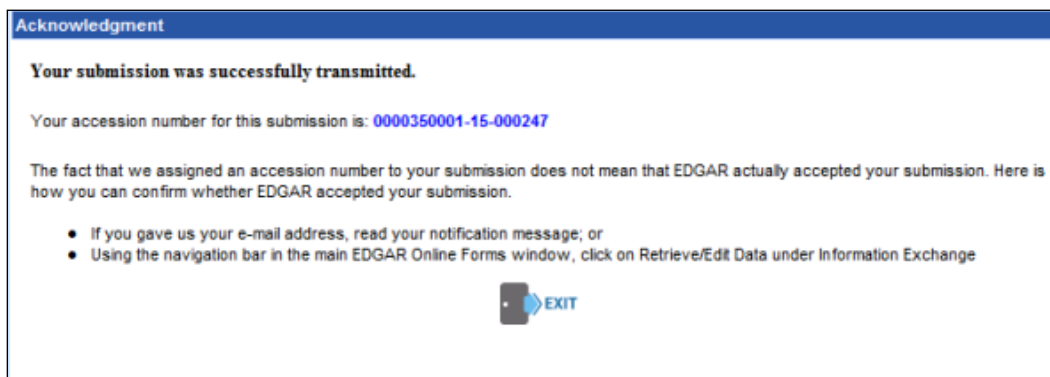 Acknowledgment
Your submission was successfully transmitted.
Your accession number for this submission is: 0000350001-15-000247
The fact that we assigned an accession number to your submission does not mean that EDGAR actually accepted your submission. Here is
how you can confirm whether EDGAR accepted your submission.
● If you gave us your e-mail address, read your notification message; or
● Using the navigation bar in the main EDGAR Online Forms window, click on Retrieve/Edit Data under Information Exchange
EXIT